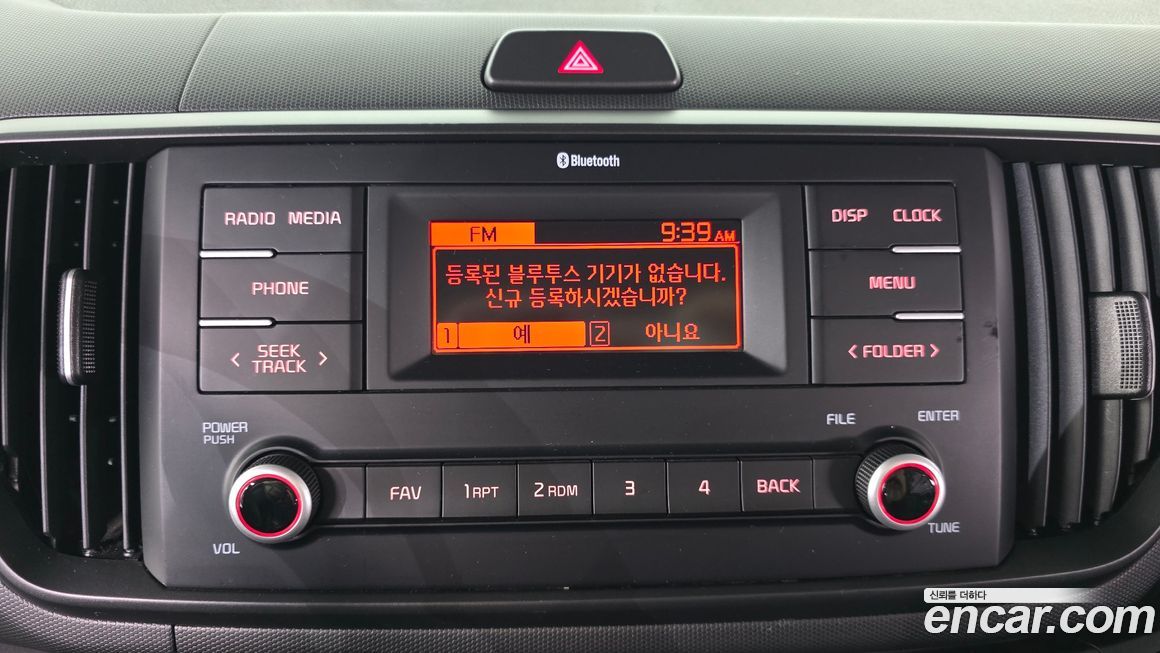 Bluetooth
RADIO MEDIA
DISP CLOCK
FM 9:39 AM
등록된 블루투스 기기가 없습니다.
신규 등록하시겠습니까?
1 예 2 아니요
PHONE
MENU
< SEEK TRACK >
< FOLDER >
POWER
PUSH
VOL
FAV
1 RPT
2 RDM
3
4
BACK
FILE
ENTER
TUNE
신뢰를 더하다
encar.com